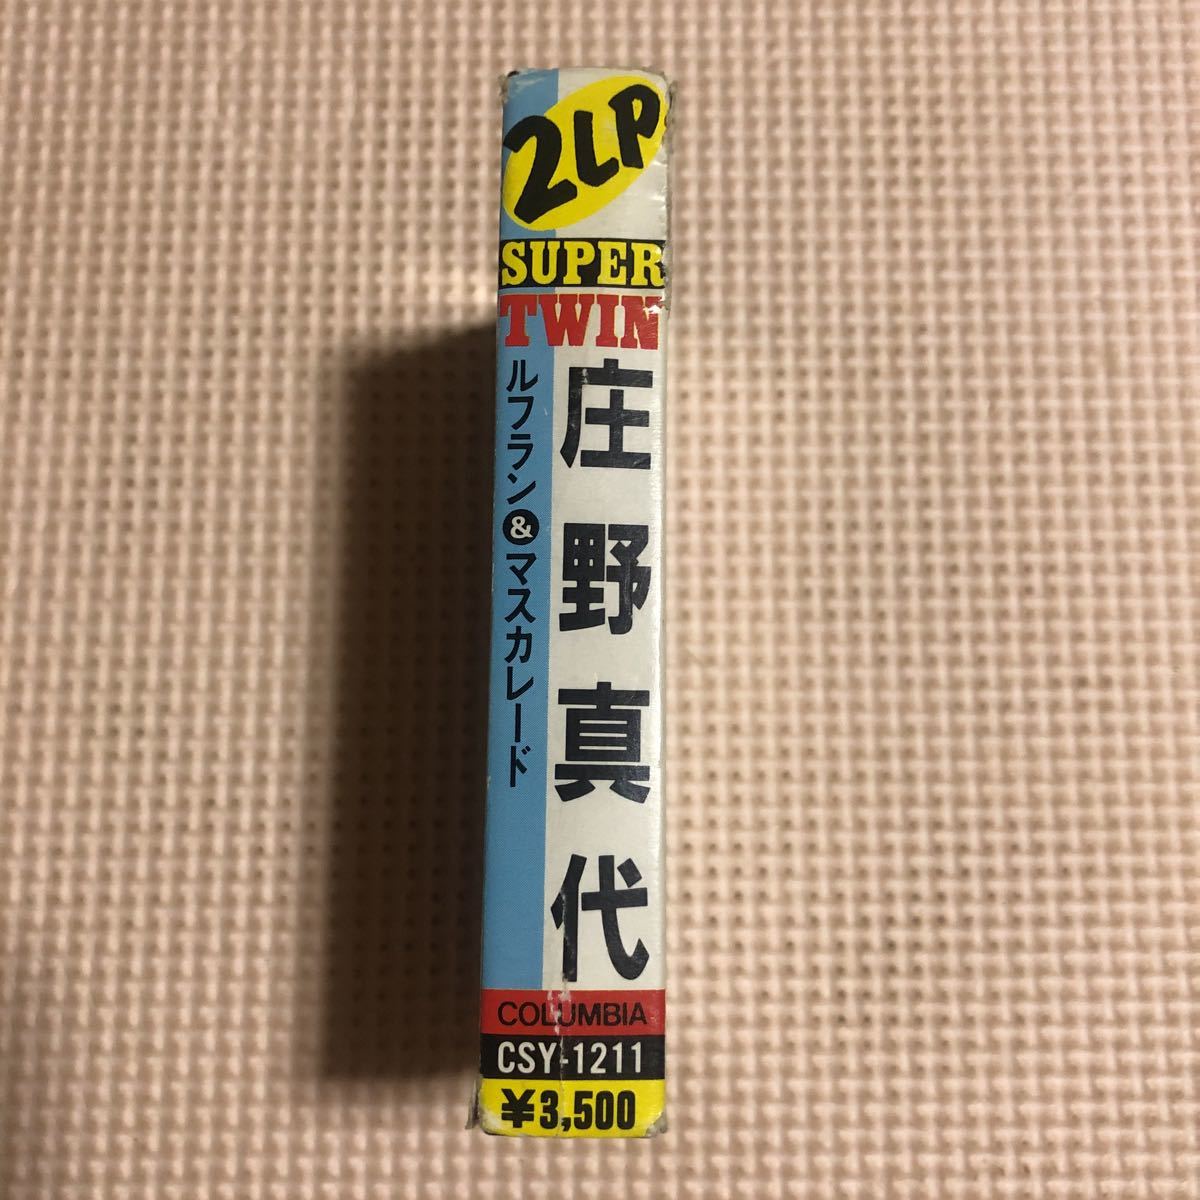 2LP
SUPER
TWIN
庄野真代
ルフラン&マスカレード
COLUMBIA
CSY-1211
¥3,500